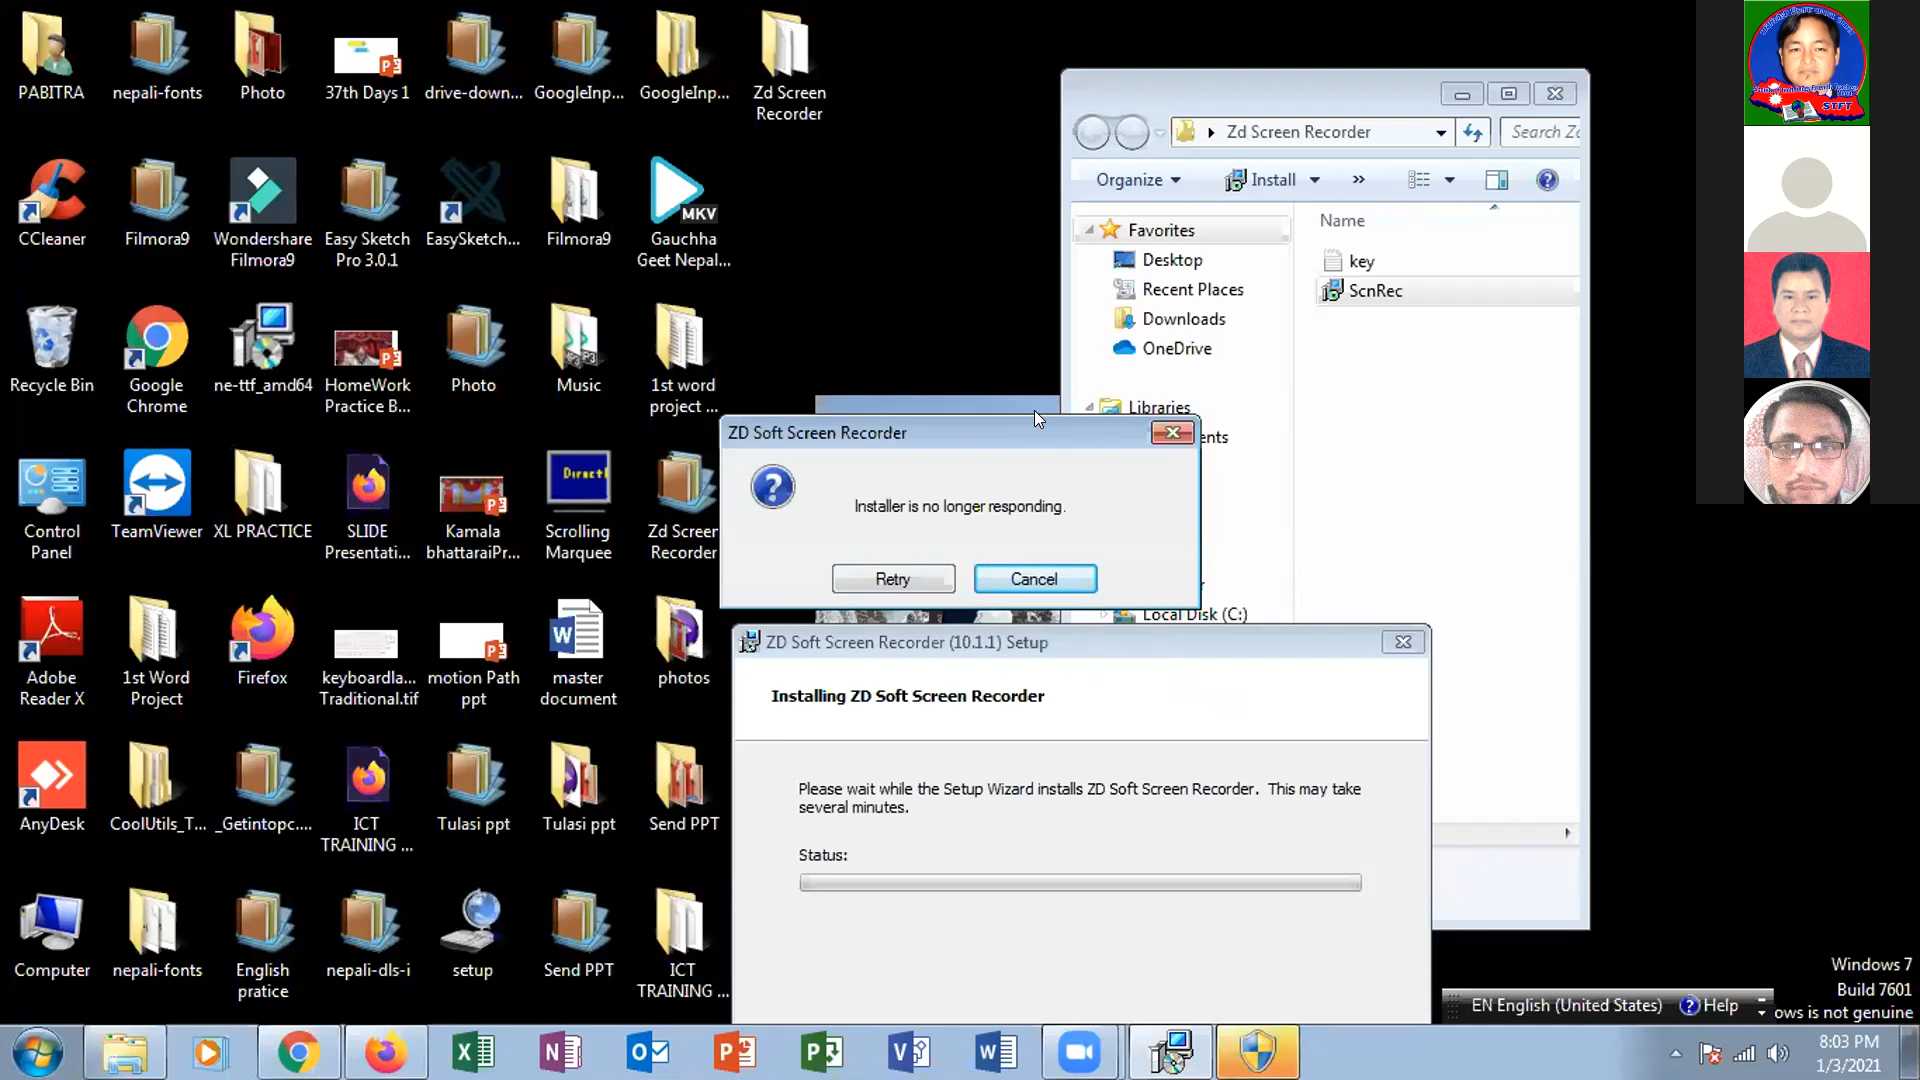 PABITRA
nepali-fonts
Photo
37th Days 1
drive-down...
GoogleInp...
GoogleInp...
Zd Screen
Recorder
CCleaner
Filmora9
Wondershare
Filmora9
Easy Sketch
Pro 3.0.1
EasySketch...
Filmora9
MKV
Gauchha
Geet Nepal...
Recycle Bin
Google
Chrome
ne-ttf_amd64
HomeWork
Practice B...
Photo
Music
1st word
project ...
Control
Panel
TeamViewer
XL PRACTICE
SLIDE
Presentati...
Kamala
bhattaraiPr...
Scrolling
Marquee
Zd Screen
Recorder
Adobe
Reader X
1st Word
Project
Firefox
keyboardla...
Traditional.tif
motion Path
ppt
master
document
photos
AnyDesk
CoolUtils_T...
_Getintopc....
ICT
TRAINING ...
Tulasi ppt
Tulasi ppt
Send PPT
Computer
nepali-fonts
English
pratice
nepali-dls-i
setup
Send PPT
ICT
TRAINING ...
Zd Screen Recorder
Search Zd
Organize
Install
»
Favorites
Desktop
Recent Places
Downloads
OneDrive
Libraries
ents
Local Disk (C:)
Name
key
ScnRec
ZD Soft Screen Recorder
Installer is no longer responding.
Retry
Cancel
ZD Soft Screen Recorder (10.1.1) Setup
Installing ZD Soft Screen Recorder
Please wait while the Setup Wizard installs ZD Soft Screen Recorder. This may take
several minutes.
Status:
STFT
Windows 7
Build 7601
ows is not genuine
EN English (United States)
Help
8:03 PM
1/3/2021